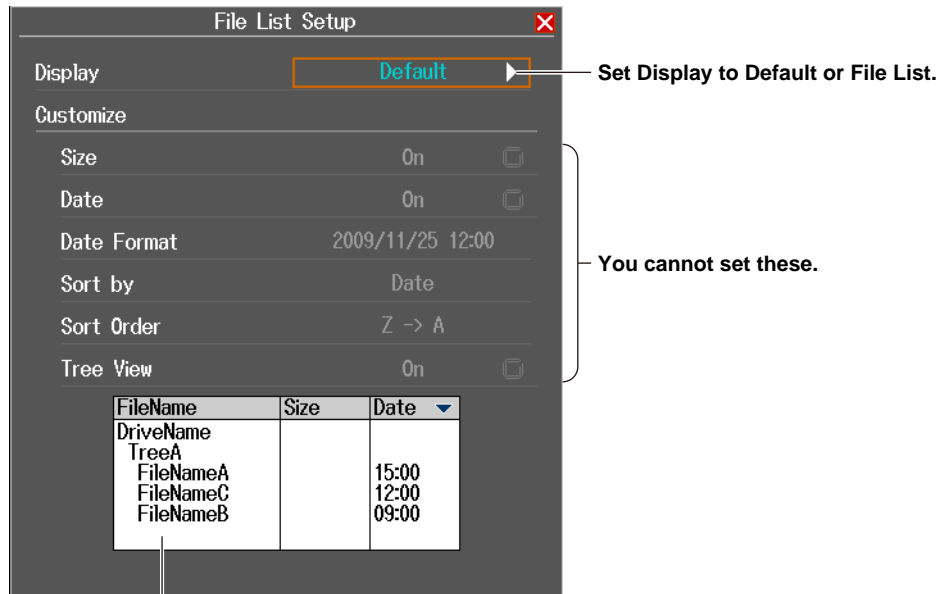 File List Setup
Display Default Set Display to Default or File List.
Customize
Size On
Date On
Date Format 2009/11/25 12:00
You cannot set these.
Sort by Date
Sort Order Z -> A
Tree View On
FileName Size Date
DriveName
TreeA
FileNameA 15:00
FileNameC 12:00
FileNameB 09:00